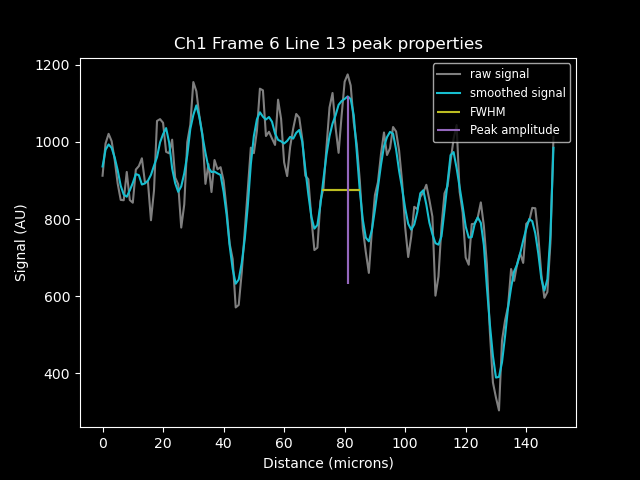 Ch1 Frame 6 Line 13 peak properties
raw signal
smoothed signal
FWHM
Peak amplitude
1200
1000
800
600
400
Signal (AU)
0 20 40 60 80 100 120 140
Distance (microns)